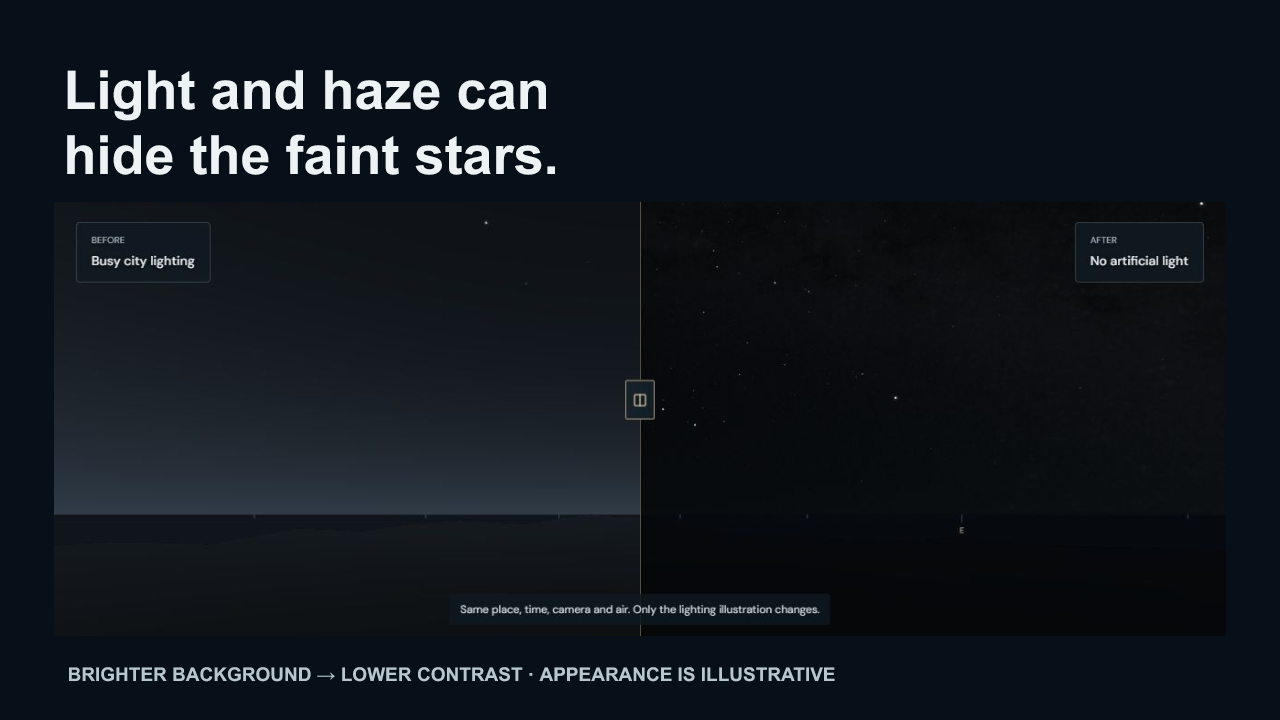 Light and haze can
hide the faint stars.
BEFORE
Busy city lighting
AFTER
No artificial light
E
Same place, time, camera and air. Only the lighting illustration changes.
BRIGHTER BACKGROUND → LOWER CONTRAST · APPEARANCE IS ILLUSTRATIVE